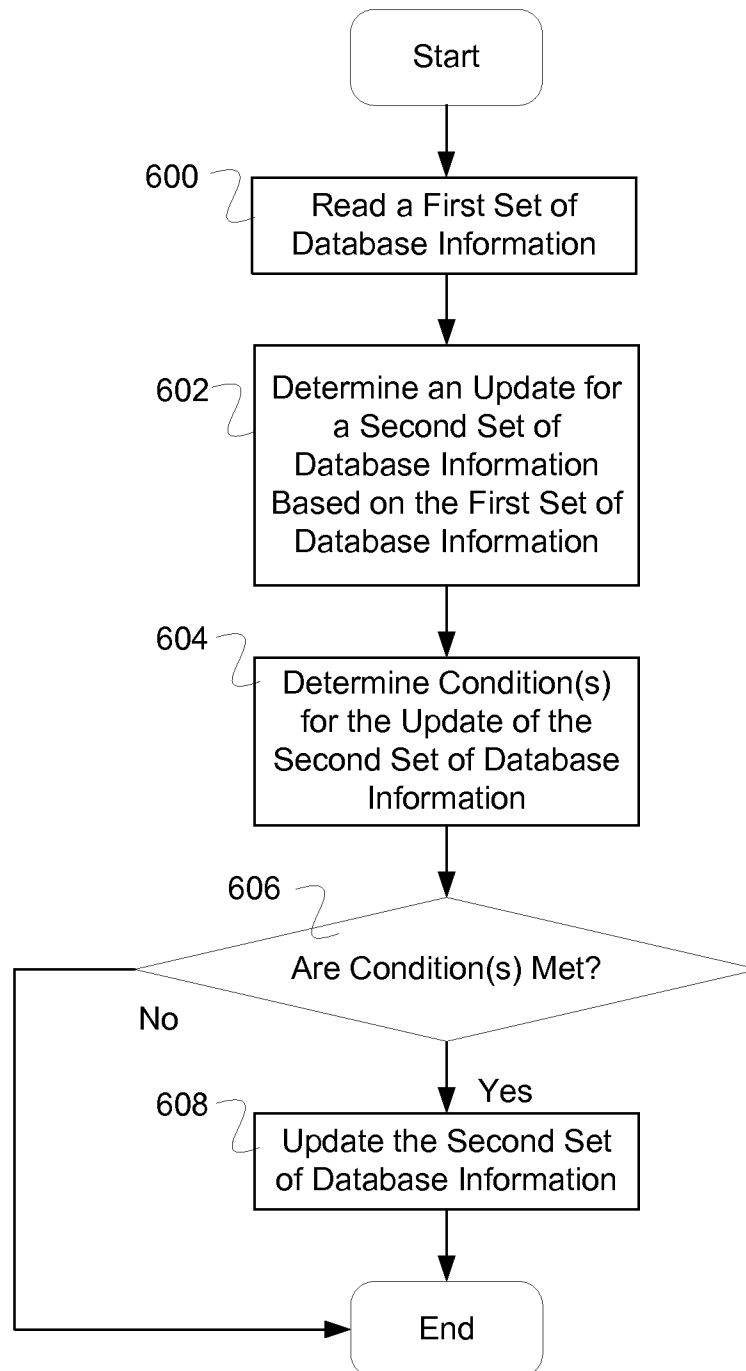 Start
600
Read a First Set of
Database Information
602
Determine an Update for
a Second Set of
Database Information
Based on the First Set of
Database Information
604
Determine Condition(s)
for the Update of the
Second Set of Database
Information
606
Are Condition(s) Met?
No
Yes
608
Update the Second Set
of Database Information
End